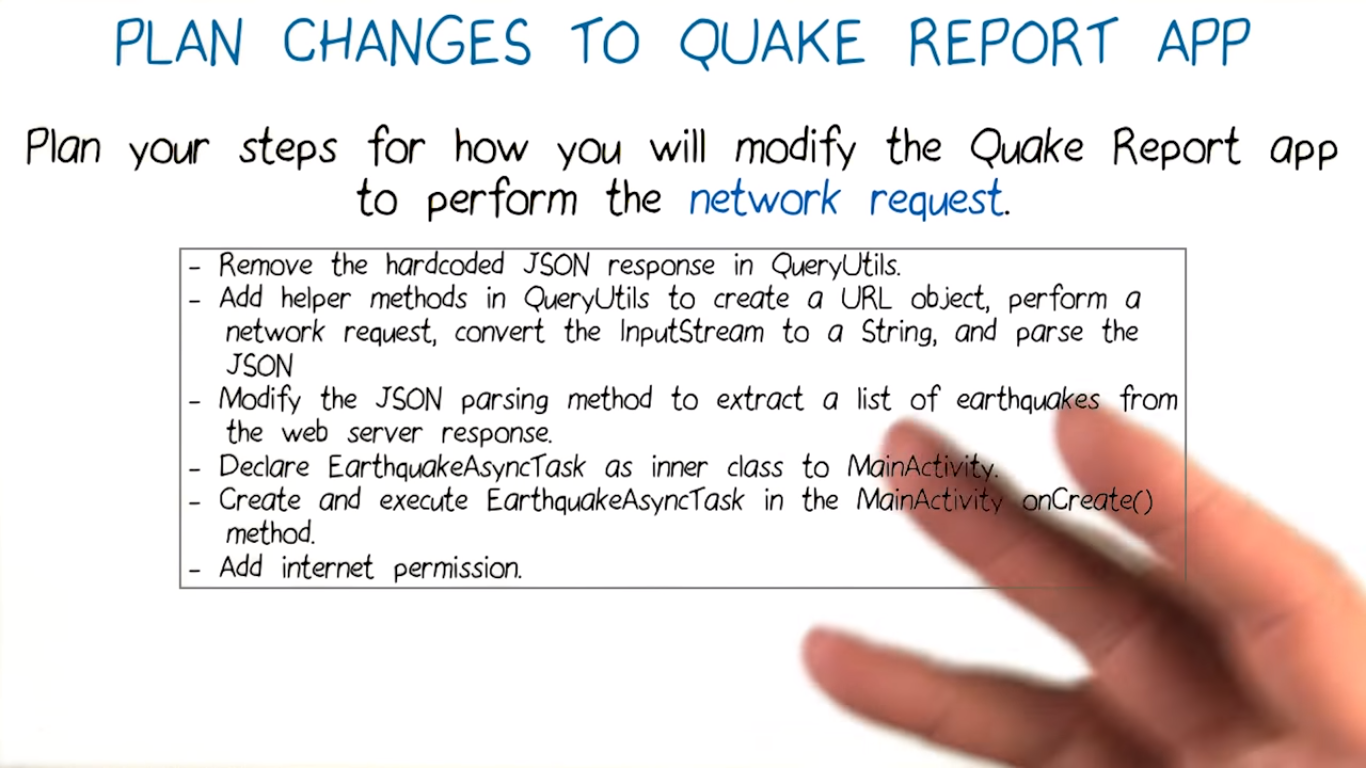 PLAN CHANGES TO QUAKE REPORT APP
Plan your steps for how you will modify the Quake Report app
to perform the network request.
- Remove the hardcoded JSON response in QueryUtils.
- Add helper methods in QueryUtils to create a URL object, perform a
network request, convert the InputStream to a String, and parse the
JSON
- Modify the JSON parsing method to extract a list of earthquakes from
the web server response.
- Declare EarthquakeAsyncTask as inner class to MainActivity.
- Create and execute EarthquakeAsyncTask in the MainActivity onCreate()
method.
- Add internet permission.